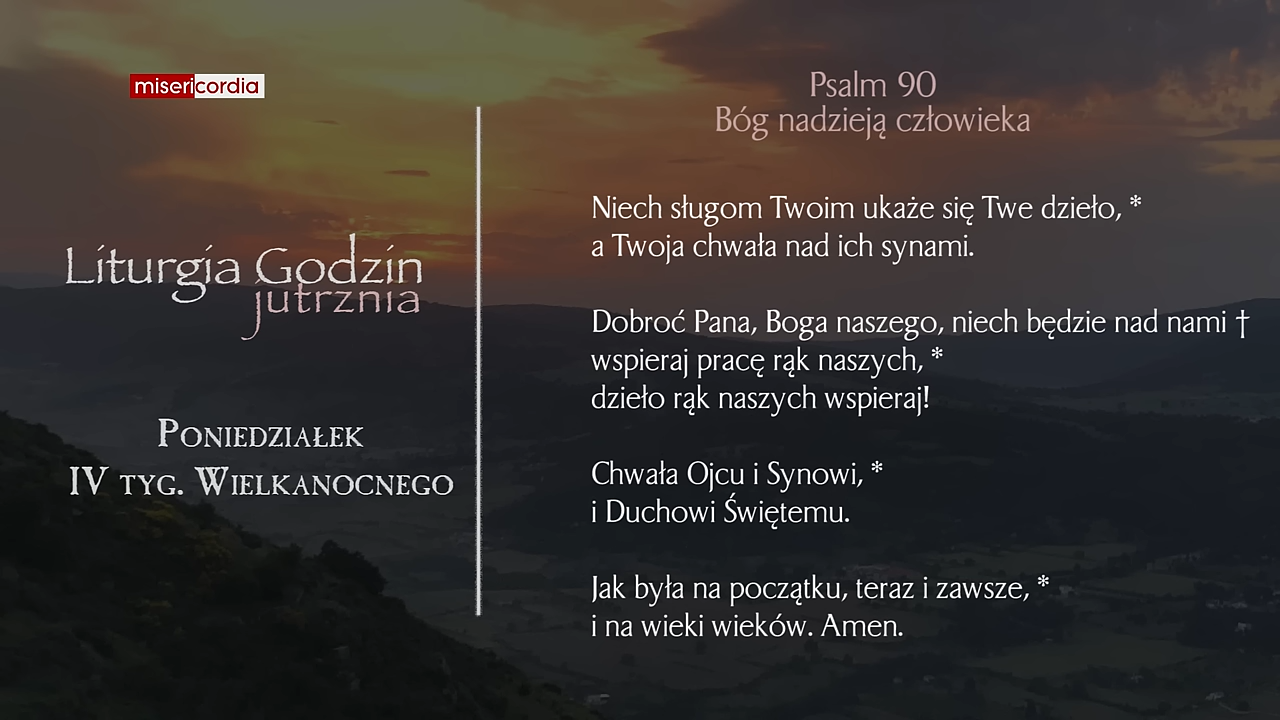 misericordia
Liturgia Godzin
jutrznia
Poniedziałek
IV tyg. Wielkanocnego
Psalm 90
Bóg nadzieją człowieka
Niech sługom Twoim ukaże się Twe dzieło, *
a Twoja chwała nad ich synami.
Dobroć Pana, Boga naszego, niech będzie nad nami †
wspieraj pracę rąk naszych, *
dzieło rąk naszych wspieraj!
Chwała Ojcu i Synowi, *
i Duchowi Świętemu.
Jak była na początku, teraz i zawsze, *
i na wieki wieków. Amen.